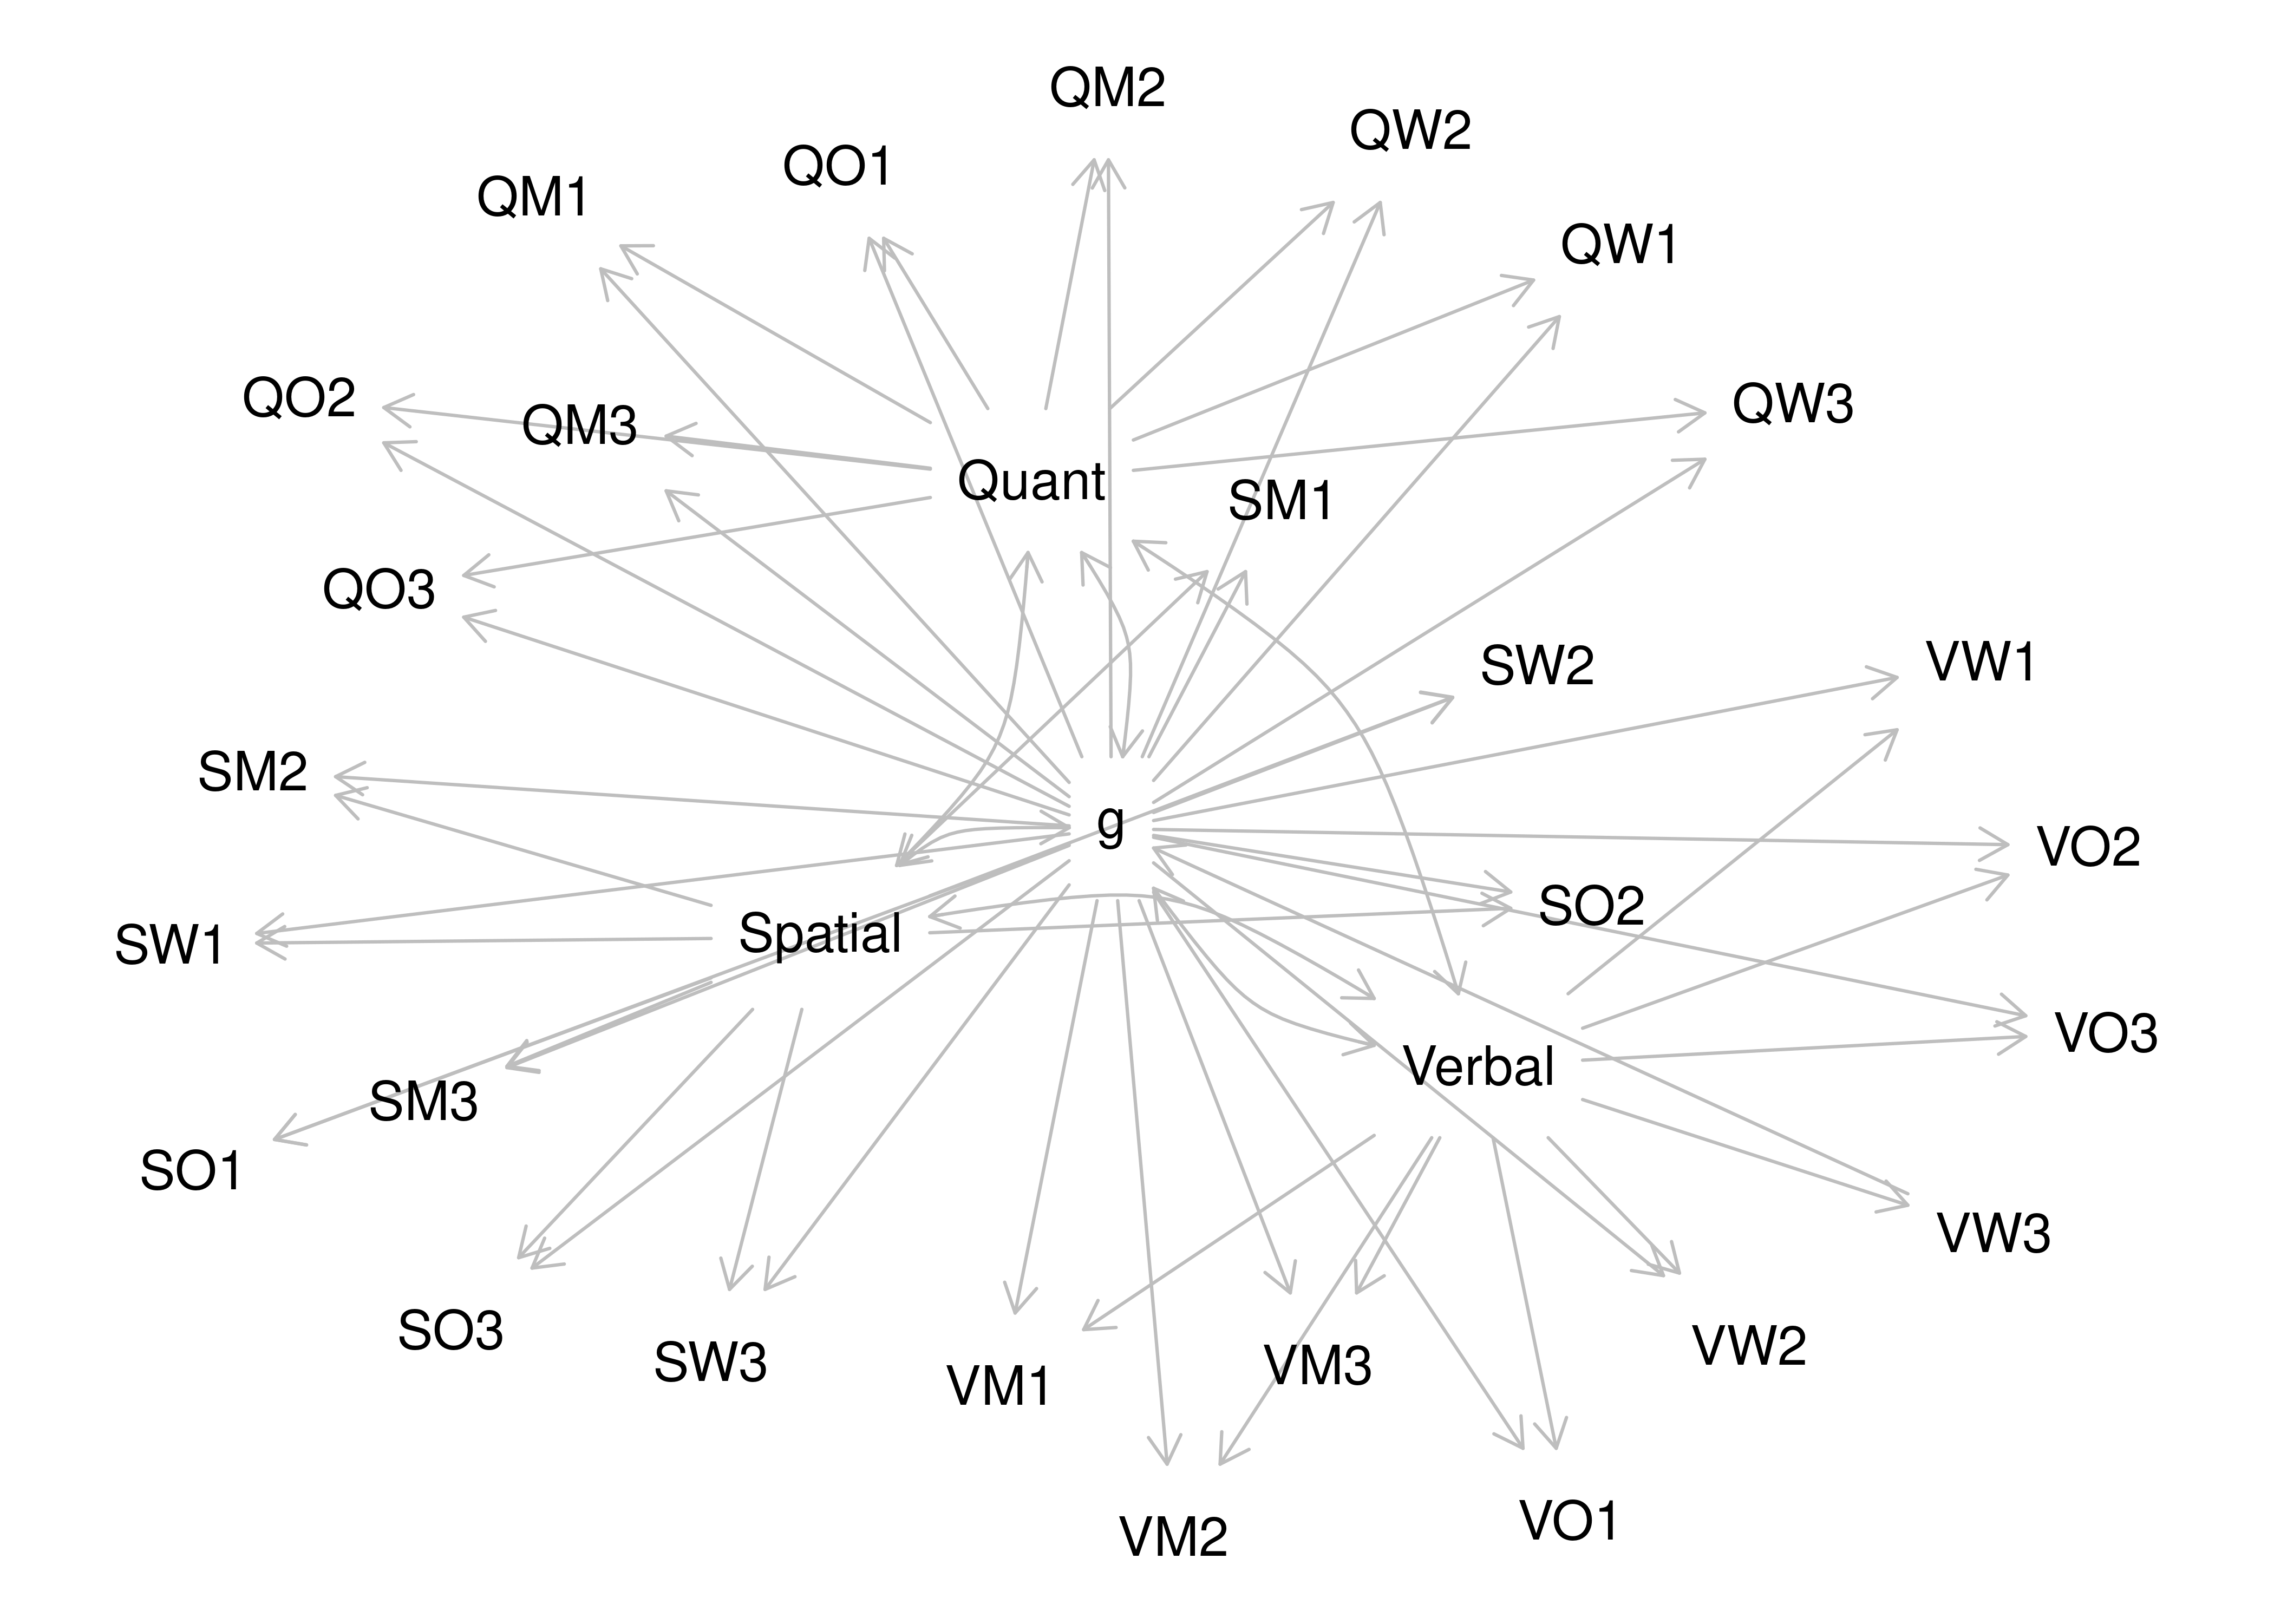 QM2
QW2
QO1
QM1
QW1
QO2
QM3
QW3
Quant
SM1
QO3
SW2
VW1
SM2
g
VO2
SO2
Spatial
SW1
VO3
Verbal
SM3
SO1
VW3
SO3
VW2
SW3
VM3
VM1
VO1
VM2